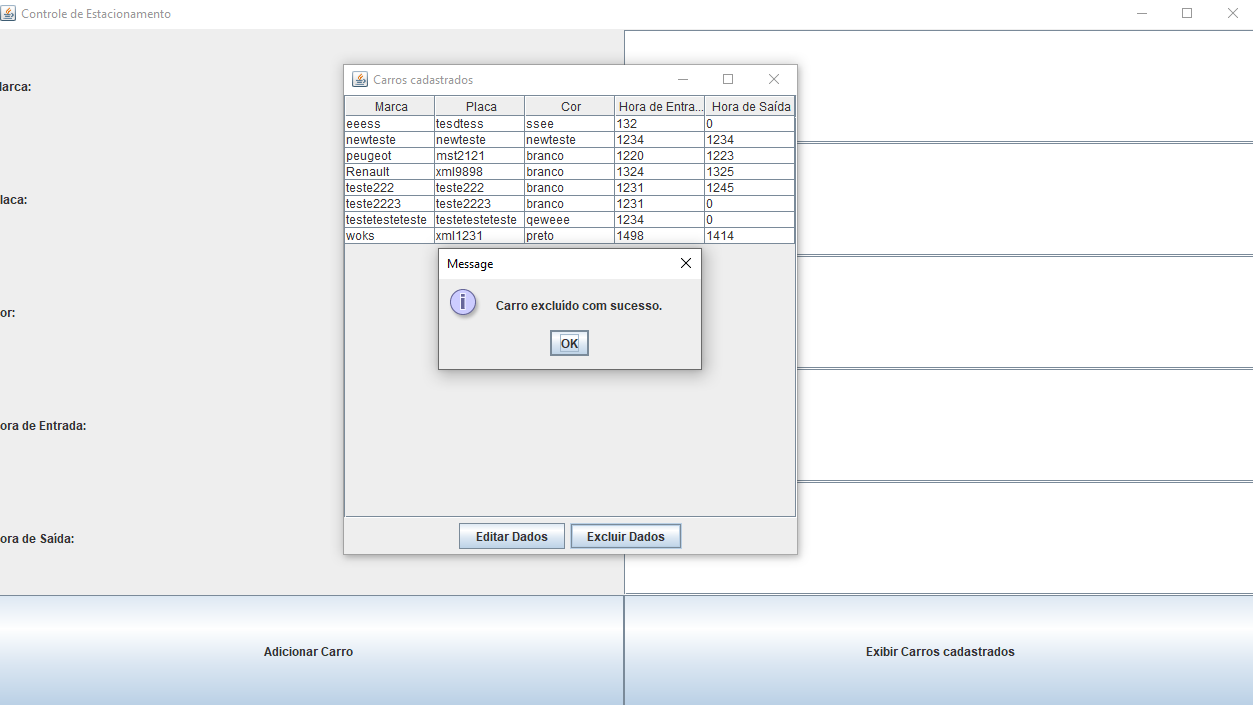 Controle de Estacionamento
arca:
laca:
or:
ora de Entrada:
ora de Saída:
Carros cadastrados
Marca Placa Cor Hora de Entra... Hora de Saída
eeess tesdtess ssee 132 0
newteste newteste newteste 1234 1234
peugeot mst2121 branco 1220 1223
Renault xml9898 branco 1324 1325
teste222 teste222 branco 1231 1245
teste2223 teste2223 branco 1231 0
testetesteteste testetesteteste qeweee 1234 0
woks xml1231 preto 1498 1414
Message
i
Carro excluído com sucesso.
OK
Editar Dados Excluir Dados
Adicionar Carro Exibir Carros cadastrados